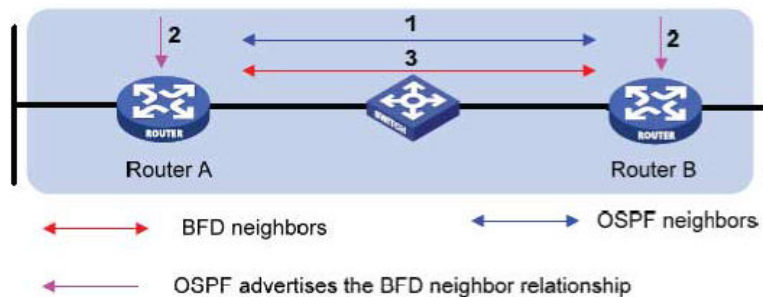 1
2
2
3
ROUTER
SWITCH
ROUTER
Router A
Router B
BFD neighbors
OSPF neighbors
OSPF advertises the BFD neighbor relationship